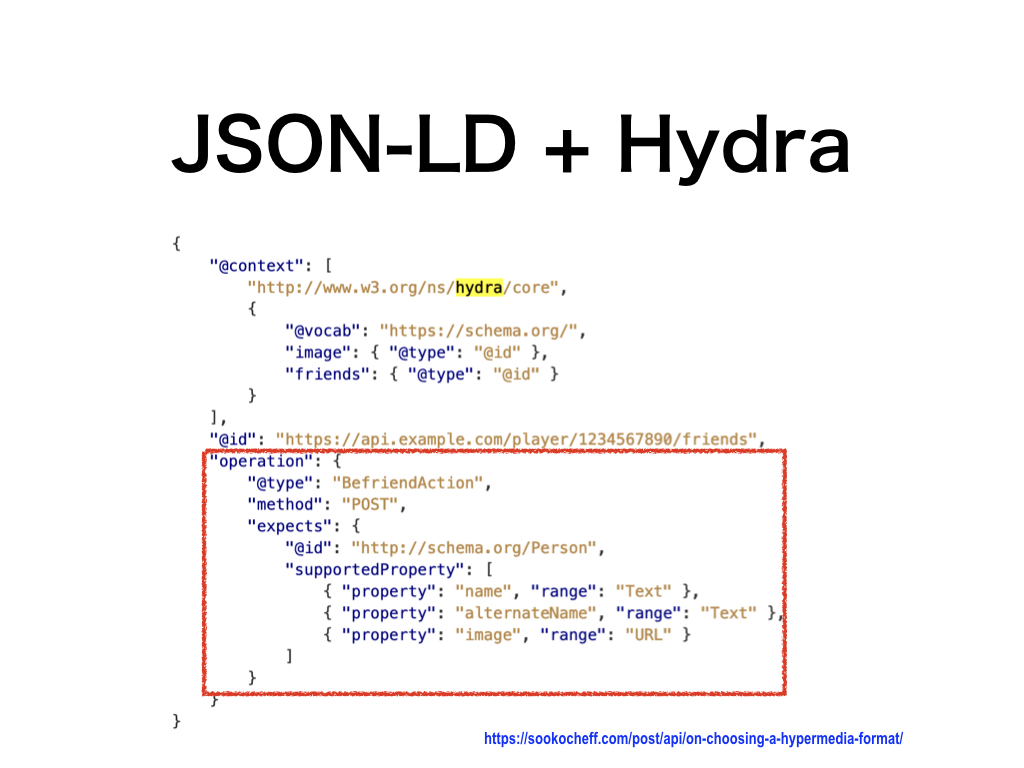 JSON-LD + Hydra
{
    "@context": [
        "http://www.w3.org/ns/hydra/core",
        {
            "@vocab": "https://schema.org/",
            "image": { "@type": "@id" },
            "friends": { "@type": "@id" }
        }
    ],
    "@id": "https://api.example.com/player/1234567890/friends",
    "operation": {
        "@type": "BefriendAction",
        "method": "POST",
        "expects": {
            "@id": "http://schema.org/Person",
            "supportedProperty": [
                { "property": "name", "range": "Text" },
                { "property": "alternateName", "range": "Text" },
                { "property": "image", "range": "URL" }
            ]
        }
    }
}
https://sookocheff.com/post/api/on-choosing-a-hypermedia-format/